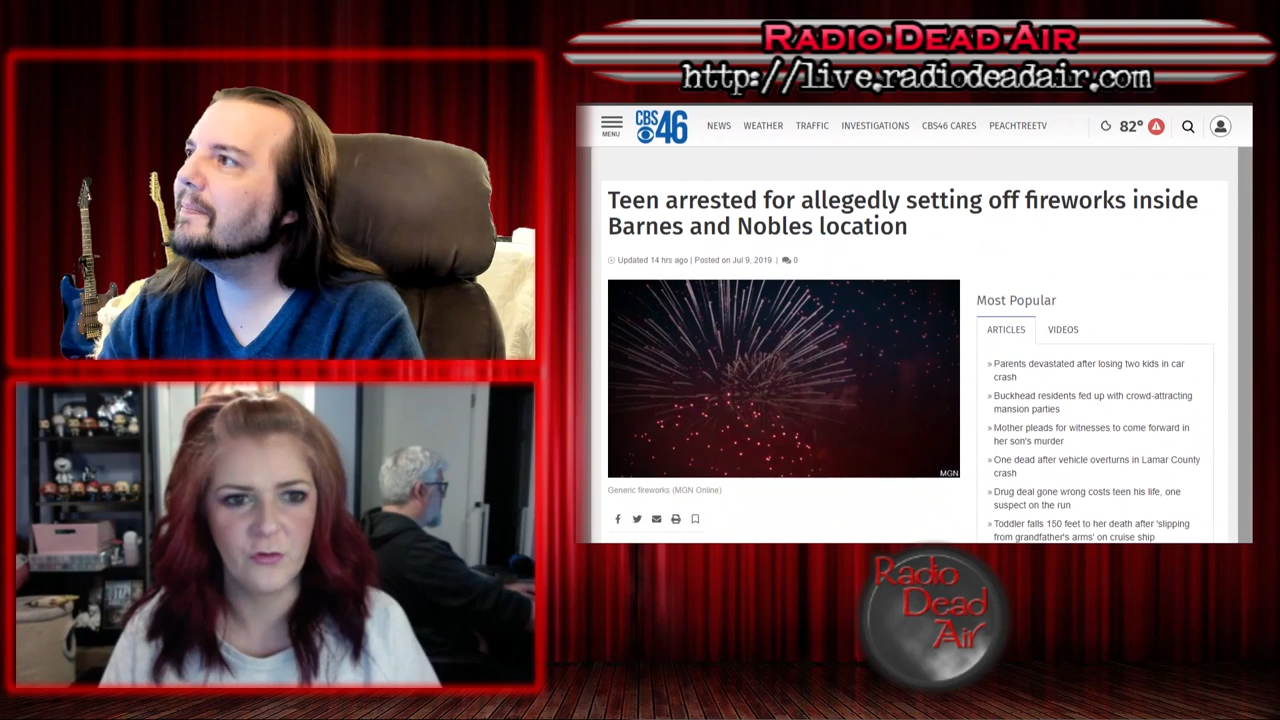 Radio Dead Air
http://live.radiodeadair.com
MENU
CBS 46
NEWS WEATHER TRAFFIC INVESTIGATIONS CBS46 CARES PEACHTREETV
82°
Teen arrested for allegedly setting off fireworks inside
Barnes and Nobles location
Updated 14 hrs ago | Posted on Jul 9, 2019 | 0
MGN
Generic fireworks (MGN Online)
Most Popular
ARTICLES VIDEOS
» Parents devastated after losing two kids in car
crash
» Buckhead residents fed up with crowd-attracting
mansion parties
» Mother pleads for witnesses to come forward in
her son's murder
» One dead after vehicle overturns in Lamar County
crash
» Drug deal gone wrong costs teen his life, one
suspect on the run
» Toddler falls 150 feet to her death after 'slipping
from grandfather's arms' on cruise ship
Radio
Dead
Air